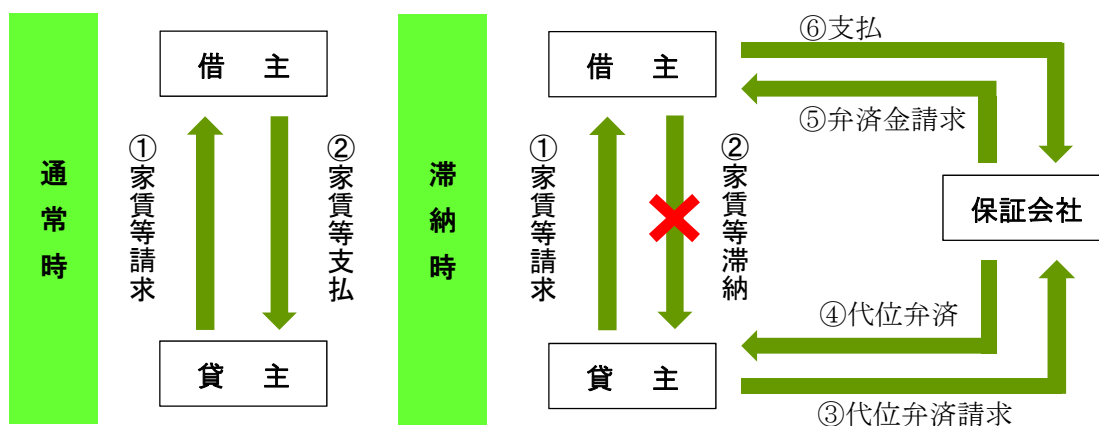 通常時
借　主
①家賃等請求
②家賃等支払
貸　主
滞納時
借　主
①家賃等請求
②家賃等滞納
貸　主
⑥支払
⑤弁済金請求
保証会社
④代位弁済
③代位弁済請求